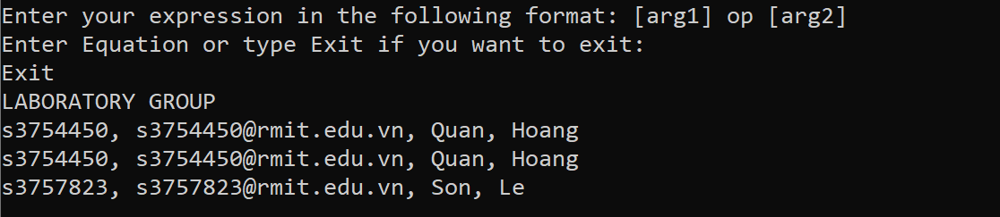 Enter your expression in the following format: [arg1] op [arg2]
Enter Equation or type Exit if you want to exit:
Exit
LABORATORY GROUP
s3754450, s3754450@rmit.edu.vn, Quan, Hoang
s3754450, s3754450@rmit.edu.vn, Quan, Hoang
s3757823, s3757823@rmit.edu.vn, Son, Le